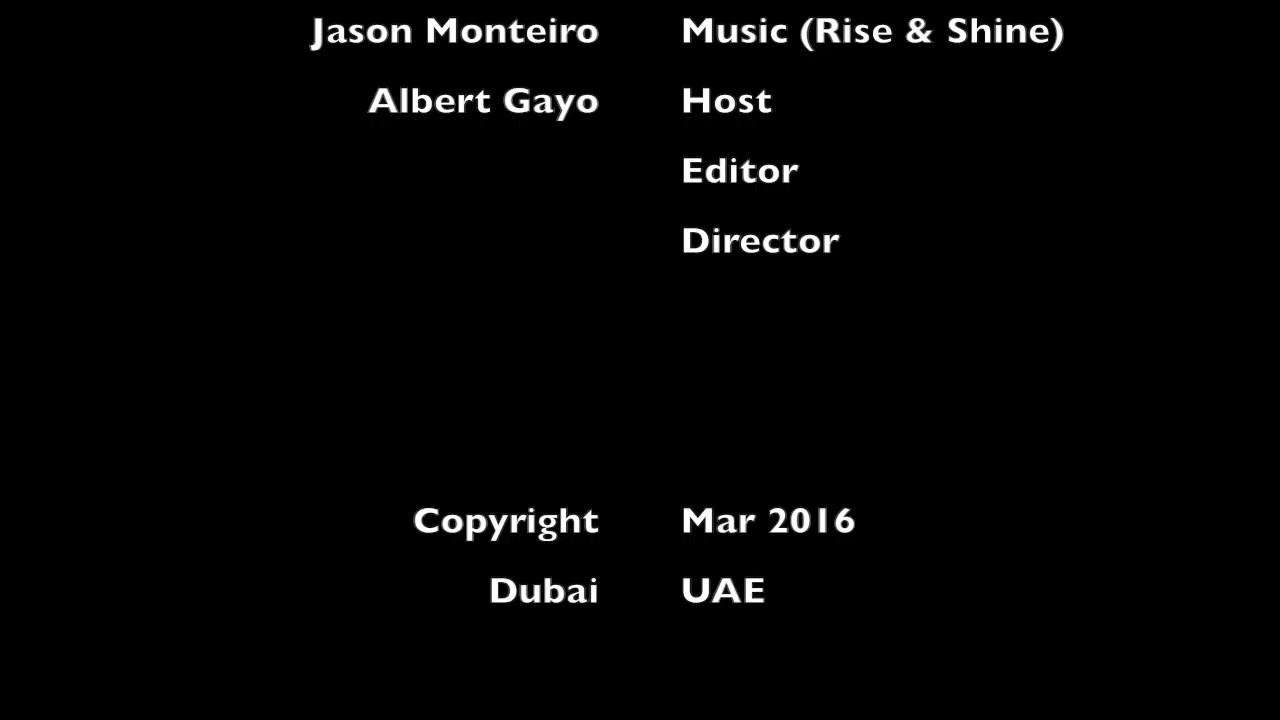 Jason Monteiro Music (Rise & Shine)
Albert Gayo Host
Editor
Director
Copyright Mar 2016
Dubai UAE